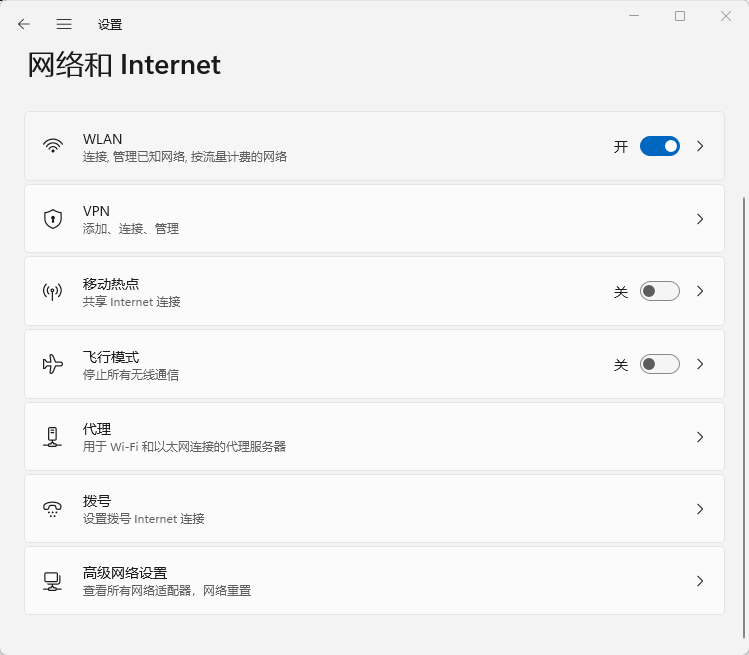 设置
网络和 Internet
WLAN
连接, 管理已知网络, 按流量计费的网络
开
VPN
添加、连接、管理
移动热点
共享 Internet 连接
关
飞行模式
停止所有无线通信
关
代理
用于 Wi-Fi 和以太网连接的代理服务器
拨号
设置拨号 Internet 连接
高级网络设置
查看所有网络适配器，网络重置